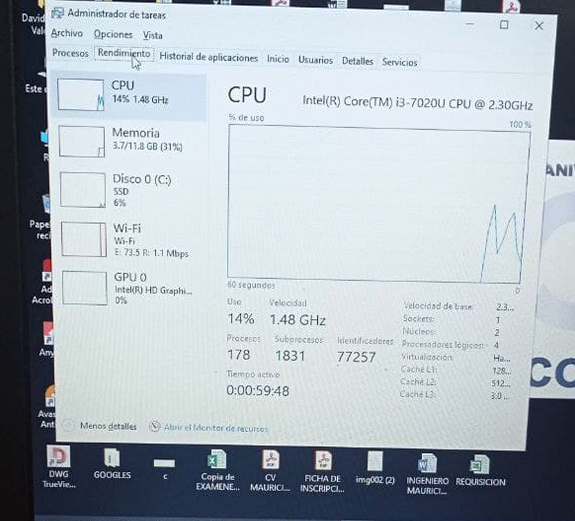 Administrador de tareas
Archivo Opciones Vista
Procesos Rendimiento Historial de aplicaciones Inicio Usuarios Detalles Servicios
CPU
14% 1.48 GHz
Memoria
3.7/11.8 GB (31%)
Disco 0 (C:)
SSD
6%
Wi-Fi
Wi-Fi
E: 73.5 R: 1.1 Mbps
GPU 0
Intel(R) HD Graphi...
0%
CPU Intel(R) Core(TM) i3-7020U CPU @ 2.30GHz
% de uso 100 %
60 segundos 0
Uso Velocidad
14% 1.48 GHz
Procesos Subprocesos Identificadores
178 1831 77257
Tiempo activo
0:00:59:48
Velocidad de base: 2.3...
Sockets: 1
Núcleos: 2
Procesadores lógicos: 4
Virtualización: Ha...
Caché L1: 128...
Caché L2: 512...
Caché L3: 3.0 ...
Menos detalles Abrir el Monitor de recursos
David
Este
Pape
reci
Ad
Acrol
Any
Avas
Ant
ANI
CO
DWG
TrueVie...
GOOGLES
c
Copia de
EXAMENE...
CV
MAURICI...
FICHA DE
INSCRIPCI...
img002 (2)
INGENIERO
MAURICI...
REQUISICION